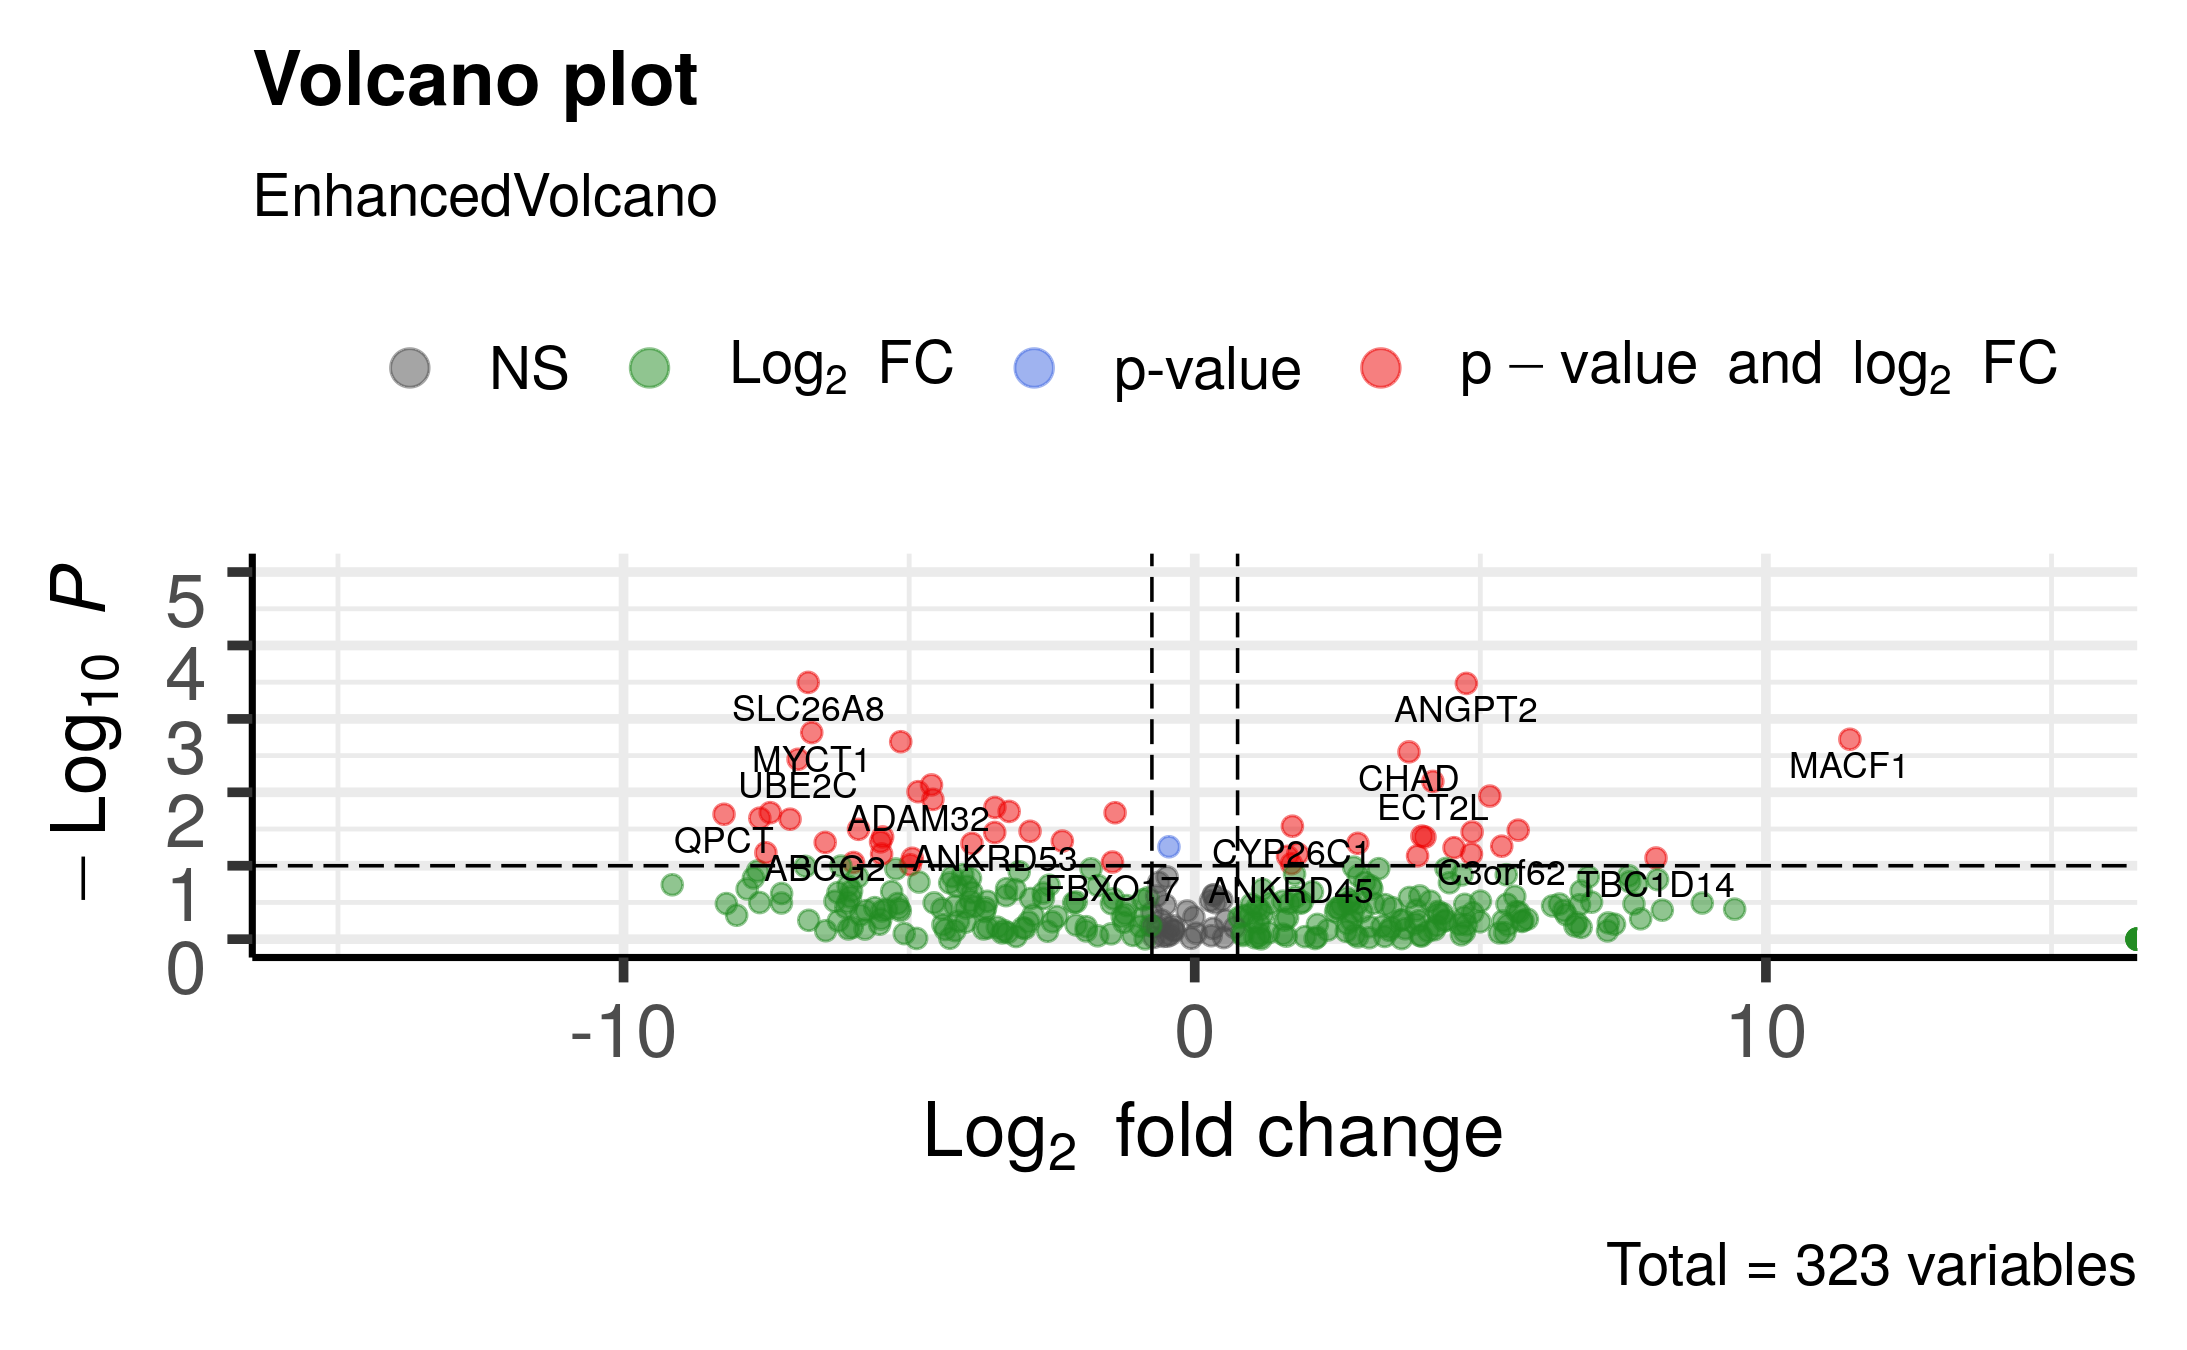 Volcano plot
EnhancedVolcano
NS Log2 FC p-value p – value and log2 FC
– Log10 P
5
4
3
2
1
0
SLC26A8
ANGPT2
MYCT1
MACF1
UBE2C
CHAD
ECT2L
ADAM32
QPCT
CYP26C1
ABCG2
ANKRD53
C3orf62
TBC1D14
FBXO17
ANKRD45
-10 0 10
Log2 fold change
Total = 323 variables